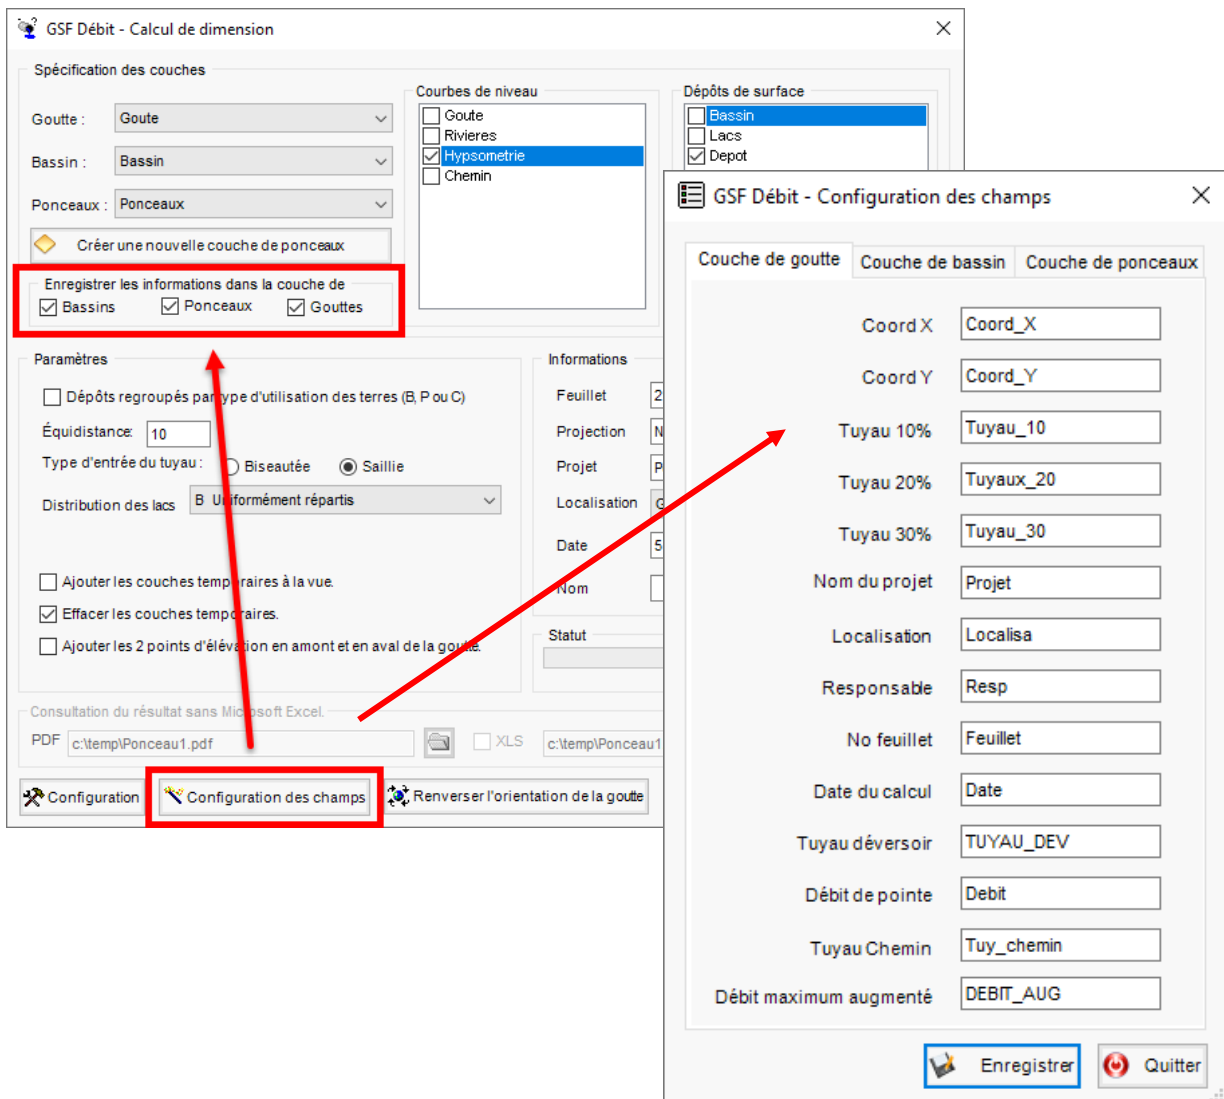 GSF Débit - Calcul de dimension
Spécification des couches
Goutte :
Goute
Bassin :
Bassin
Ponceaux :
Ponceaux
Créer une nouvelle couche de ponceaux
Enregistrer les informations dans la couche de
Bassins
Ponceaux
Gouttes
Courbes de niveau
Goute
Rivieres
Hypsometrie
Chemin
Dépôts de surface
Bassin
Lacs
Depot
Paramètres
Dépôts regroupés par type d'utilisation des terres (B, P ou C)
Équidistance:
10
Type d'entrée du tuyau :
Biseautée
Saillie
Distribution des lacs
B Uniformément répartis
Ajouter les couches temporaires à la vue.
Effacer les couches temporaires.
Ajouter les 2 points d'élévation en amont et en aval de la goutte.
Informations
Feuillet
2
Projection
N
Projet
P
Localisation
G
Date
5
Nom
Statut
Consultation du résultat sans Microsoft Excel.
PDF
c:\temp\Ponceau1.pdf
XLS
c:\temp\Ponceau1
Configuration
Configuration des champs
Renverser l'orientation de la goutte
GSF Débit - Configuration des champs
Couche de goutte
Couche de bassin
Couche de ponceaux
Coord X
Coord_X
Coord Y
Coord_Y
Tuyau 10%
Tuyau_10
Tuyau 20%
Tuyaux_20
Tuyau 30%
Tuyau_30
Nom du projet
Projet
Localisation
Localisa
Responsable
Resp
No feuillet
Feuillet
Date du calcul
Date
Tuyau déversoir
TUYAU_DEV
Débit de pointe
Debit
Tuyau Chemin
Tuy_chemin
Débit maximum augmenté
DEBIT_AUG
Enregistrer
Quitter